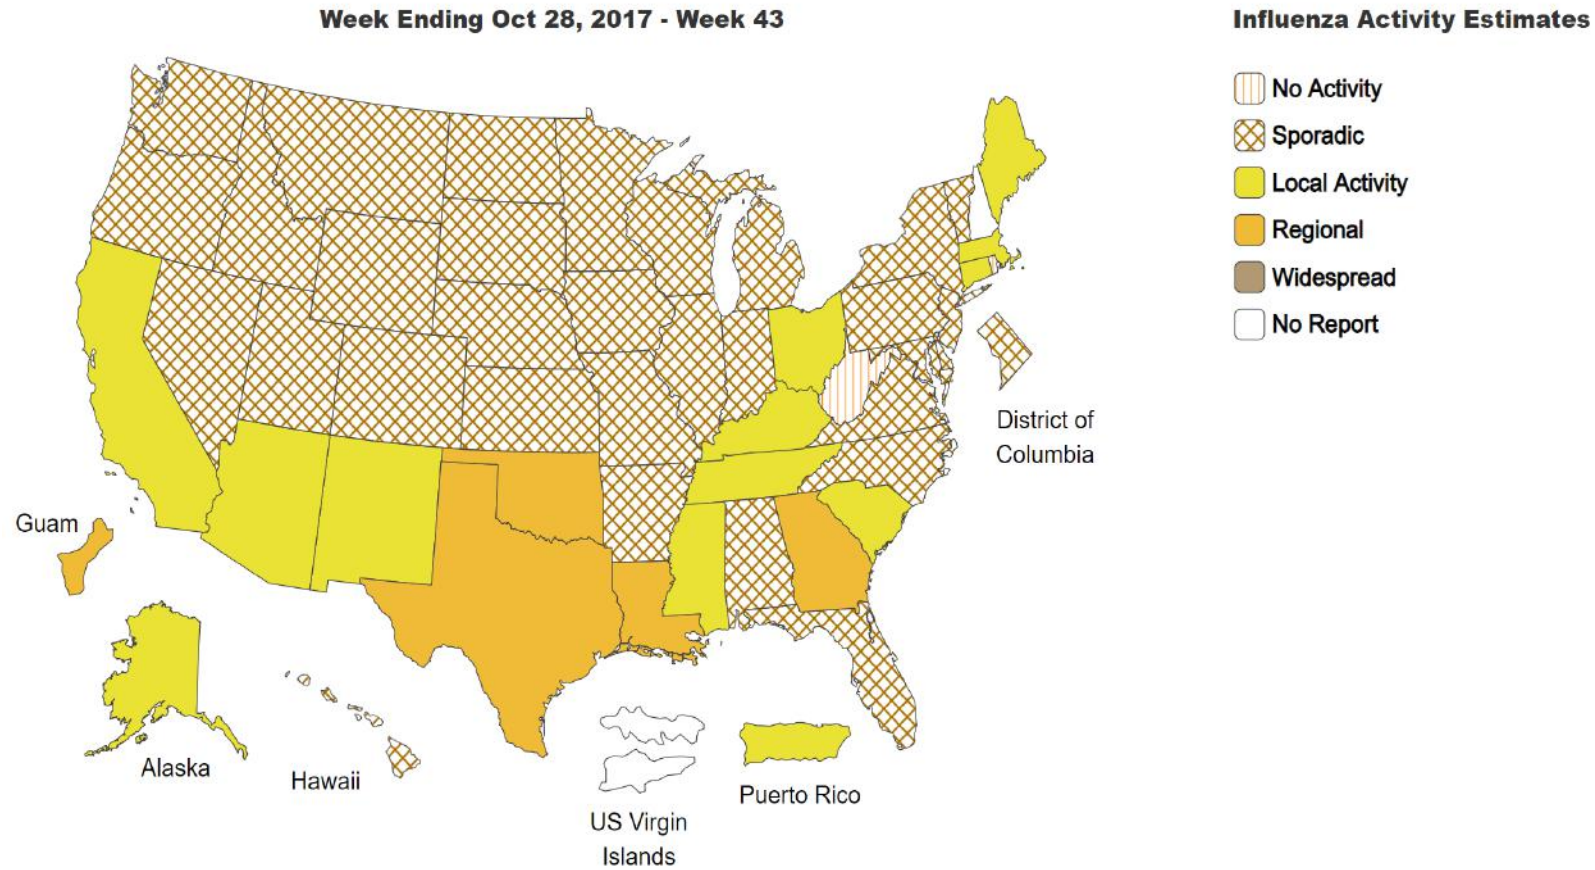 Week Ending Oct 28, 2017 - Week 43
Influenza Activity Estimates
No Activity
Sporadic
Local Activity
Regional
Widespread
No Report
District of
Columbia
Guam
Alaska
Hawaii
US Virgin
Islands
Puerto Rico